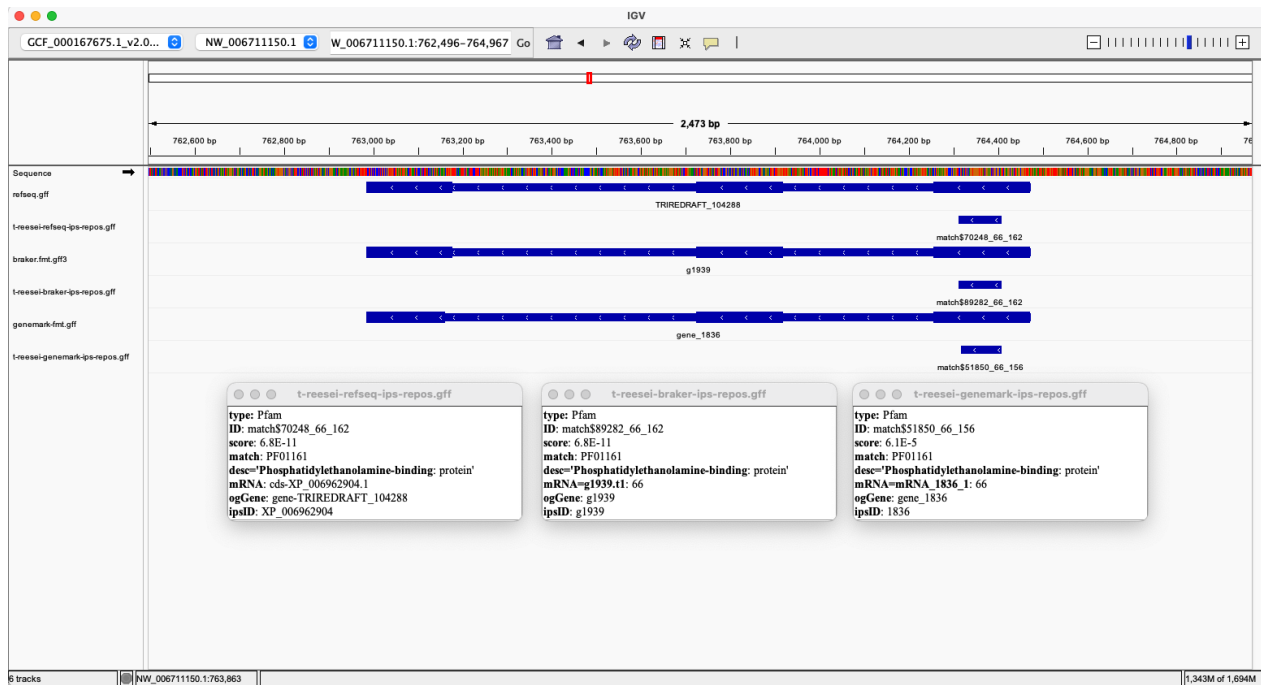 IGV
GCF_000167675.1_v2.0... NW_006711150.1 W_006711150.1:762,496-764,967 Go
2,473 bp
762,600 bp 762,800 bp 763,000 bp 763,200 bp 763,400 bp 763,600 bp 763,800 bp 764,000 bp 764,200 bp 764,400 bp 764,600 bp 764,800 bp 76
Sequence
refseq.gff
TRIREDRAFT_104288
t-reesei-refseq-ips-repos.gff
match$70248_66_162
braker.fmt.gff3
g1939
t-reesei-braker-ips-repos.gff
match$89282_66_162
genemark-fmt.gff
gene_1836
t-reesei-genemark-ips-repos.gff
match$51850_66_156
t-reesei-refseq-ips-repos.gff
type: Pfam
ID: match$70248_66_162
score: 6.8E-11
match: PF01161
desc='Phosphatidylethanolamine-binding: protein'
mRNA: cds-XP_006962904.1
ogGene: gene-TRIREDRAFT_104288
ipsID: XP_006962904
t-reesei-braker-ips-repos.gff
type: Pfam
ID: match$89282_66_162
score: 6.8E-11
match: PF01161
desc='Phosphatidylethanolamine-binding: protein'
mRNA=g1939.t1: 66
ogGene: g1939
ipsID: g1939
t-reesei-genemark-ips-repos.gff
type: Pfam
ID: match$51850_66_156
score: 6.1E-5
match: PF01161
desc='Phosphatidylethanolamine-binding: protein'
mRNA=mRNA_1836_1: 66
ogGene: gene_1836
ipsID: 1836
6 tracks NW_006711150.1:763,863 1,343M of 1,694M